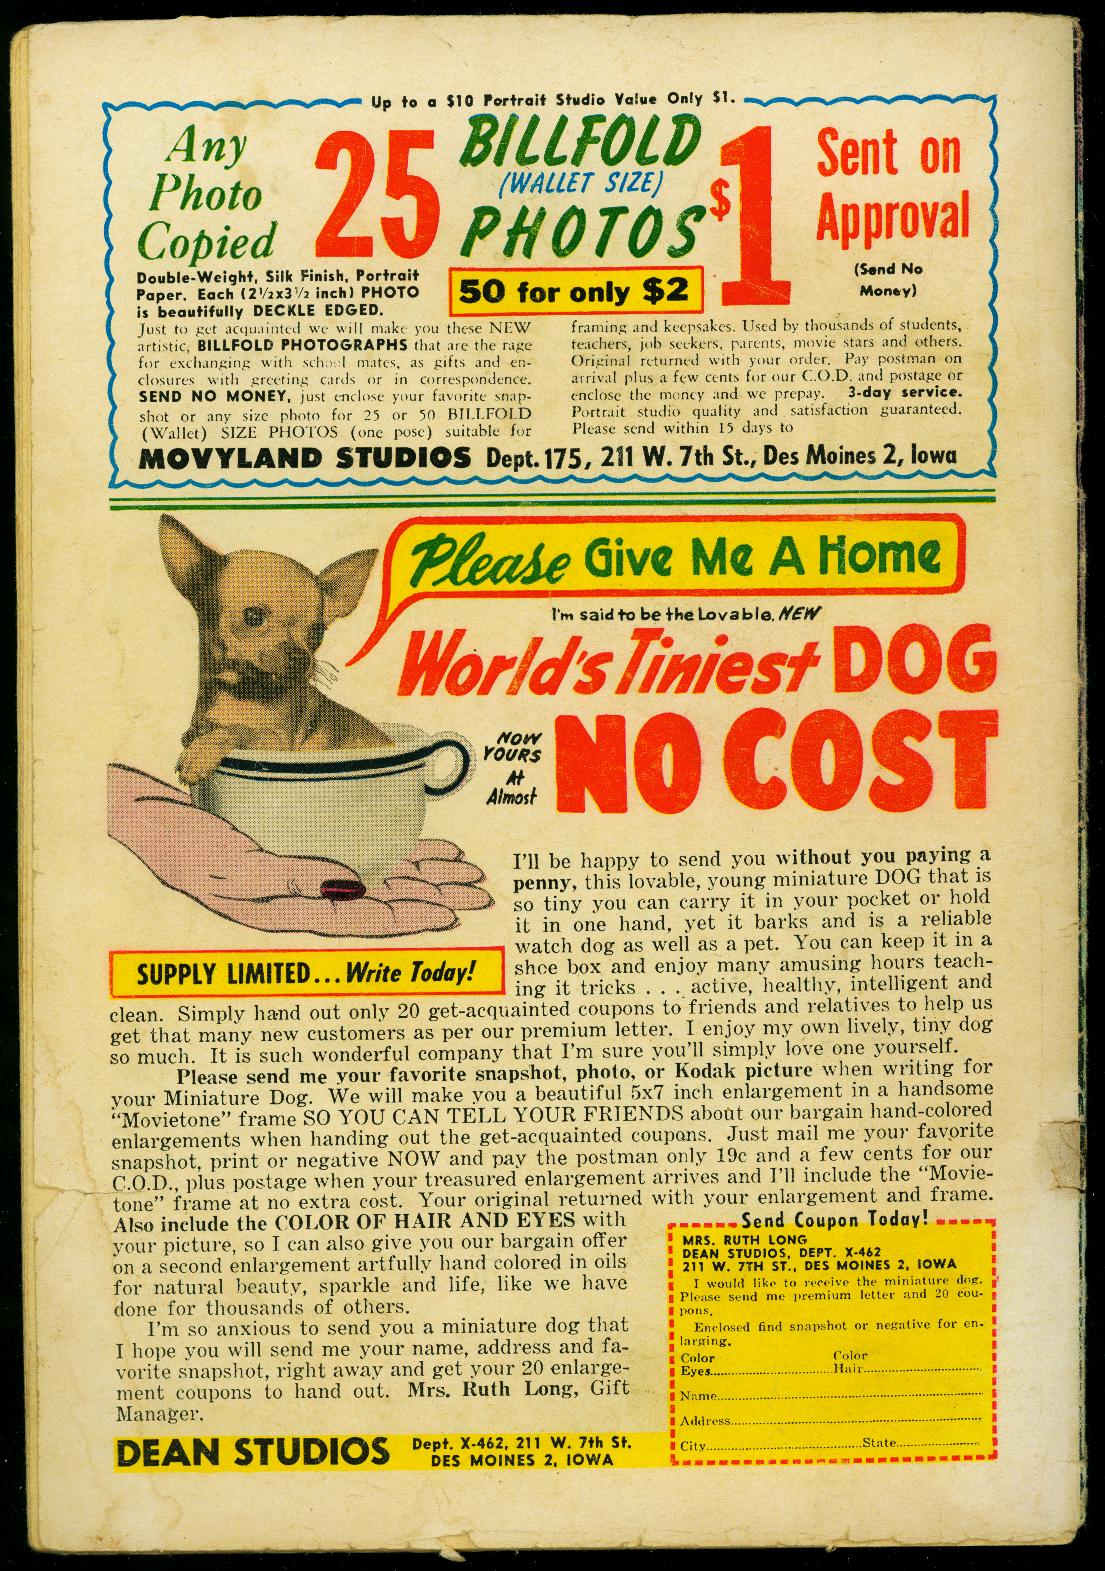 Up to a $10 Portrait Studio Value Only $1.
Any
Photo
Copied
25
BILLFOLD
(WALLET SIZE)
PHOTOS
$1
Sent on
Approval
(Send No
Money)
50 for only $2
Double-Weight, Silk Finish, Portrait
Paper. Each (2½x3½ inch) PHOTO
is beautifully DECKLE EDGED.
Just to get acquainted we will make you these NEW
artistic, BILLFOLD PHOTOGRAPHS that are the rage
for exchanging with school mates, as gifts and en-
closures with greeting cards or in correspondence.
SEND NO MONEY, just enclose your favorite snap-
shot or any size photo for 25 or 50 BILLFOLD
(Wallet) SIZE PHOTOS (one pose) suitable for
framing and keepsakes. Used by thousands of students,
teachers, job seekers, parents, movie stars and others.
Original returned with your order. Pay postman on
arrival plus a few cents for our C.O.D. and postage or
enclose the money and we prepay. 3-day service.
Portrait studio quality and satisfaction guaranteed.
Please send within 15 days to
MOVYLAND STUDIOS Dept. 175, 211 W. 7th St., Des Moines 2, Iowa
Please Give Me A Home
I'm said to be the Lovable, NEW
World's Tiniest DOG
NOW
YOURS
At
Almost
NO COST
I'll be happy to send you without you paying a
penny, this lovable, young miniature DOG that is
so tiny you can carry it in your pocket or hold
it in one hand, yet it barks and is a reliable
watch dog as well as a pet. You can keep it in a
shoe box and enjoy many amusing hours teach-
ing it tricks . . . active, healthy, intelligent and
SUPPLY LIMITED... Write Today!
clean. Simply hand out only 20 get-acquainted coupons to friends and relatives to help us
get that many new customers as per our premium letter. I enjoy my own lively, tiny dog
so much. It is such wonderful company that I'm sure you'll simply love one yourself.
Please send me your favorite snapshot, photo, or Kodak picture when writing for
your Miniature Dog. We will make you a beautiful 5x7 inch enlargement in a handsome
"Movietone" frame SO YOU CAN TELL YOUR FRIENDS about our bargain hand-colored
enlargements when handing out the get-acquainted coupons. Just mail me your favorite
snapshot, print or negative NOW and pay the postman only 19c and a few cents for our
C.O.D., plus postage when your treasured enlargement arrives and I'll include the "Movie-
tone" frame at no extra cost. Your original returned with your enlargement and frame.
Also include the COLOR OF HAIR AND EYES with
your picture, so I can also give you our bargain offer
on a second enlargement artfully hand colored in oils
for natural beauty, sparkle and life, like we have
done for thousands of others.
I'm so anxious to send you a miniature dog that
I hope you will send me your name, address and fa-
vorite snapshot, right away and get your 20 enlarge-
ment coupons to hand out. Mrs. Ruth Long, Gift
Manager.
DEAN STUDIOS Dept. X-462, 211 W. 7th St.
DES MOINES 2, IOWA
Send Coupon Today!
MRS. RUTH LONG
DEAN STUDIOS, DEPT. X-462
211 W. 7TH ST., DES MOINES 2, IOWA
I would like to receive the miniature dog.
Please send me premium letter and 20 cou-
pons.
Enclosed find snapshot or negative for en-
larging.
Color Color
Eyes Hair
Name
Address
City State